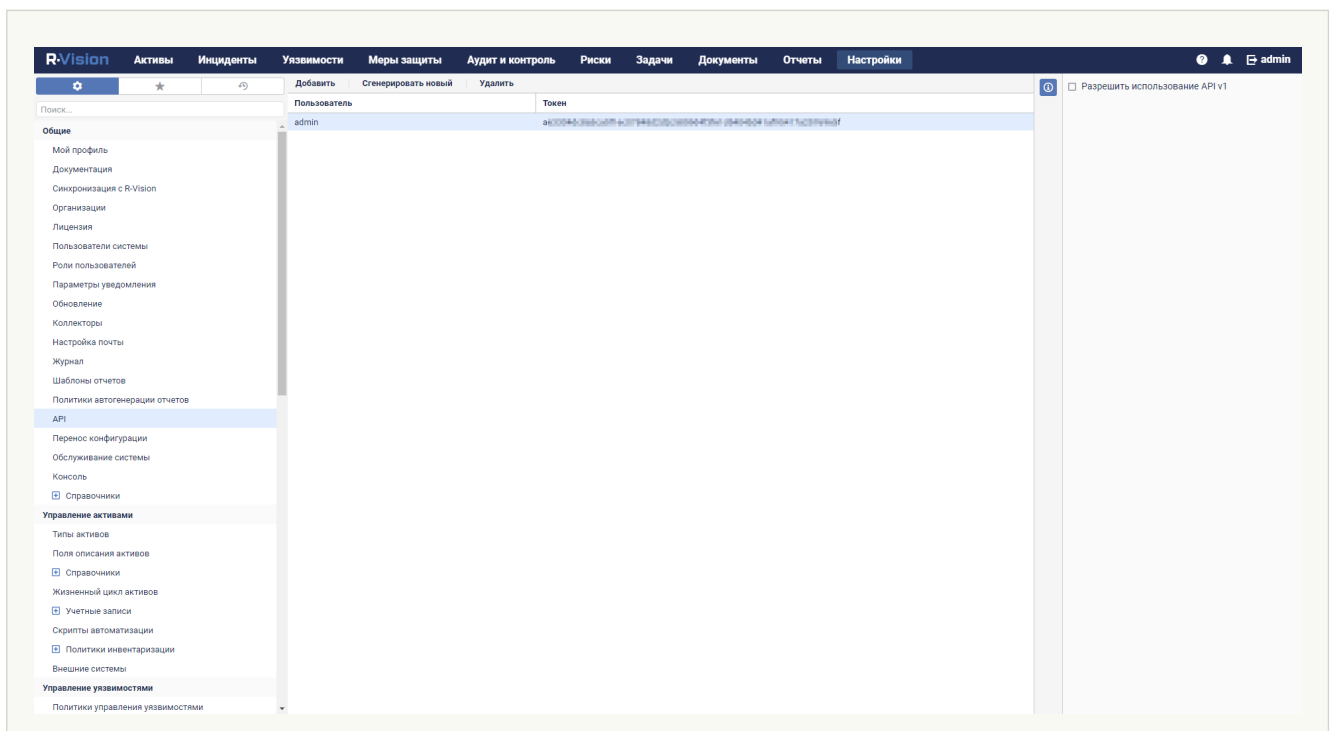 R·Vision Активы Инциденты Уязвимости Меры защиты Аудит и контроль Риски Задачи Документы Отчеты Настройки admin
Добавить Сгенерировать новый Удалить
Разрешить использование API v1
Поиск...
Пользователь Токен
admin
Общие
Мой профиль
Документация
Синхронизация с R-Vision
Организации
Лицензия
Пользователи системы
Роли пользователей
Параметры уведомления
Обновление
Коллекторы
Настройка почты
Журнал
Шаблоны отчетов
Политики автогенерации отчетов
API
Перенос конфигурации
Обслуживание системы
Консоль
Справочники
Управление активами
Типы активов
Поля описания активов
Справочники
Жизненный цикл активов
Учетные записи
Скрипты автоматизации
Политики инвентаризации
Внешние системы
Управление уязвимостями
Политики управления уязвимостями